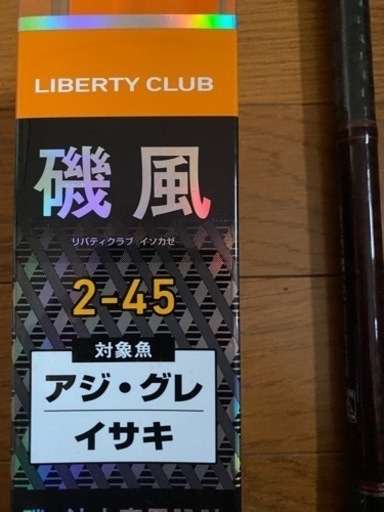 LIBERTY CLUB
磯風
リバティクラブ イソカゼ
2-45
対象魚
アジ・グレ
イサキ